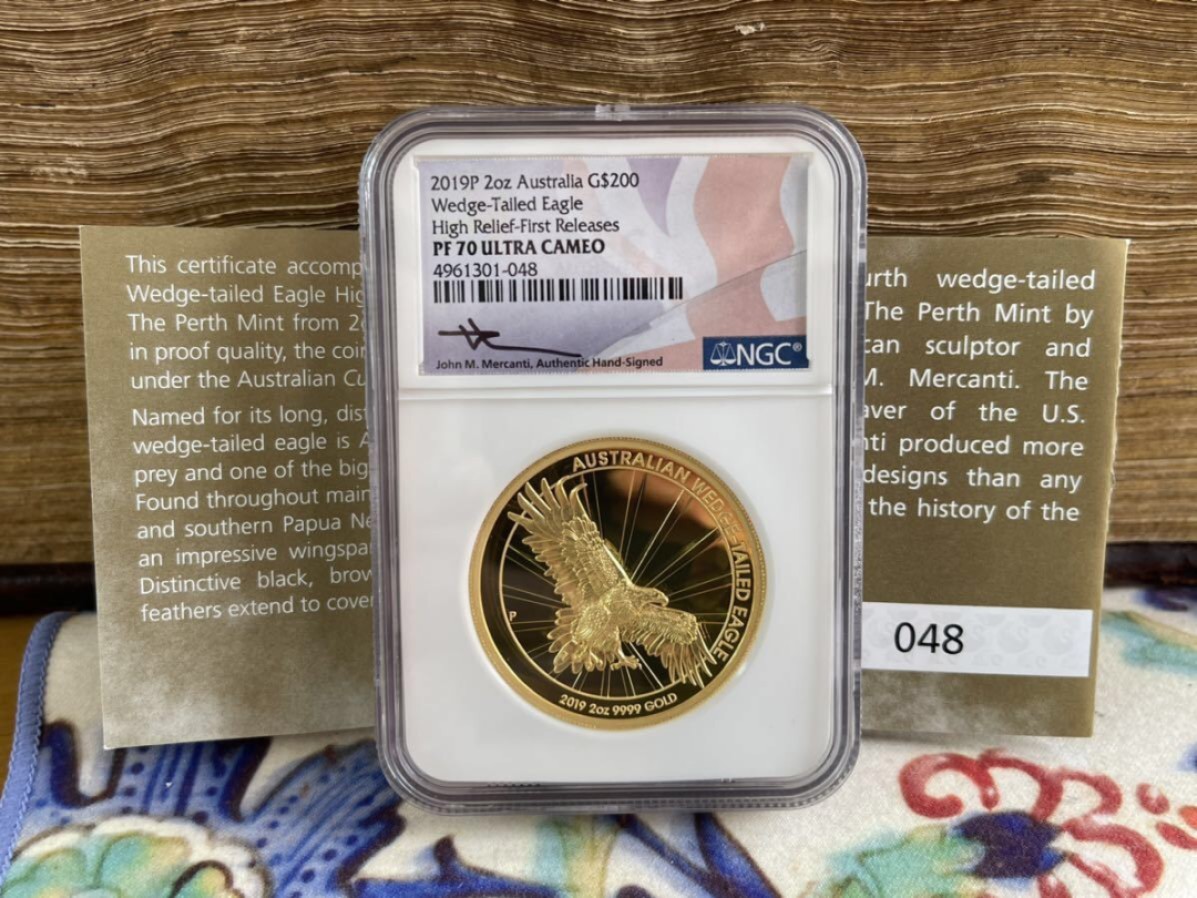 2019P 2oz Australia G$200
Wedge-Tailed Eagle
High Relief-First Releases
PF 70 ULTRA CAMEO
4961301-048
John M. Mercanti, Authentic Hand-Signed
NGC®
AUSTRALIAN WEDGE-TAILED EAGLE
P
2019 2oz 9999 GOLD
This certificate accomp
Wedge-tailed Eagle Hig
The Perth Mint from 2
in proof quality, the coin
under the Australian Cu
Named for its long, dist
wedge-tailed eagle is A
prey and one of the big
Found throughout main
and southern Papua Ne
an impressive wingspa
Distinctive black, brow
feathers extend to cover
urth wedge-tailed
The Perth Mint by
can sculptor and
M. Mercanti. The
aver of the U.S.
nti produced more
designs than any
the history of the
048